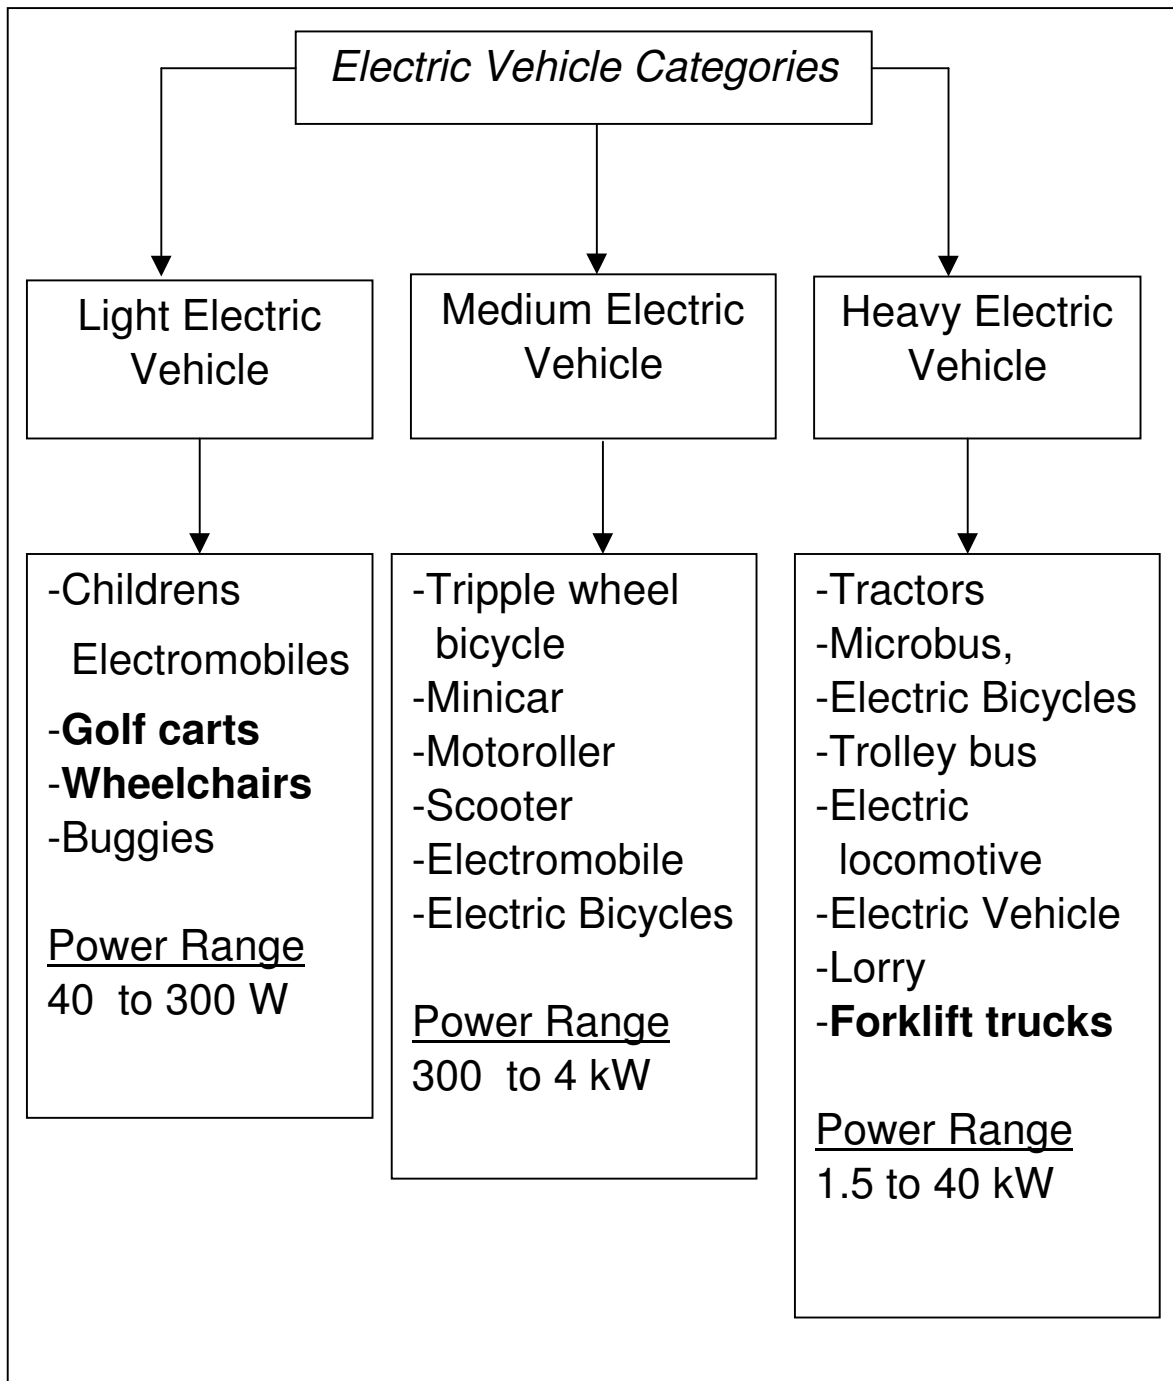 Electric Vehicle Categories
Light Electric
Vehicle
Medium Electric
Vehicle
Heavy Electric
Vehicle
-Childrens
Electromobiles
-Golf carts
-Wheelchairs
-Buggies
Power Range
40 to 300 W
-Tripple wheel
bicycle
-Minicar
-Motoroller
-Scooter
-Electromobile
-Electric Bicycles
Power Range
300 to 4 kW
-Tractors
-Microbus,
-Electric Bicycles
-Trolley bus
-Electric
locomotive
-Electric Vehicle
-Lorry
-Forklift trucks
Power Range
1.5 to 40 kW